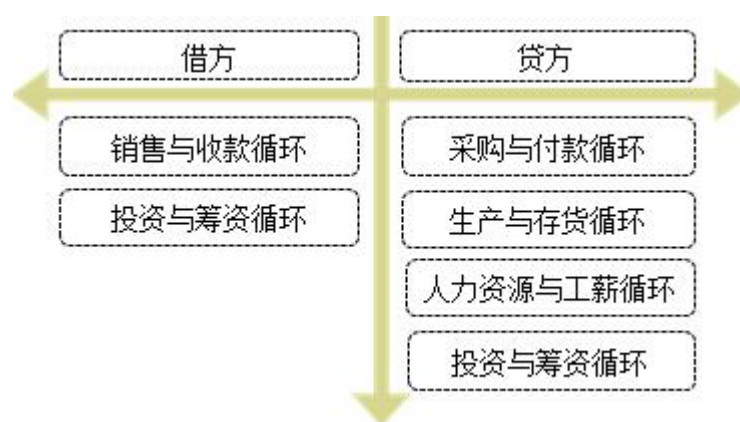 借方
贷方
销售与收款循环
采购与付款循环
投资与筹资循环
生产与存货循环
人力资源与工薪循环
投资与筹资循环